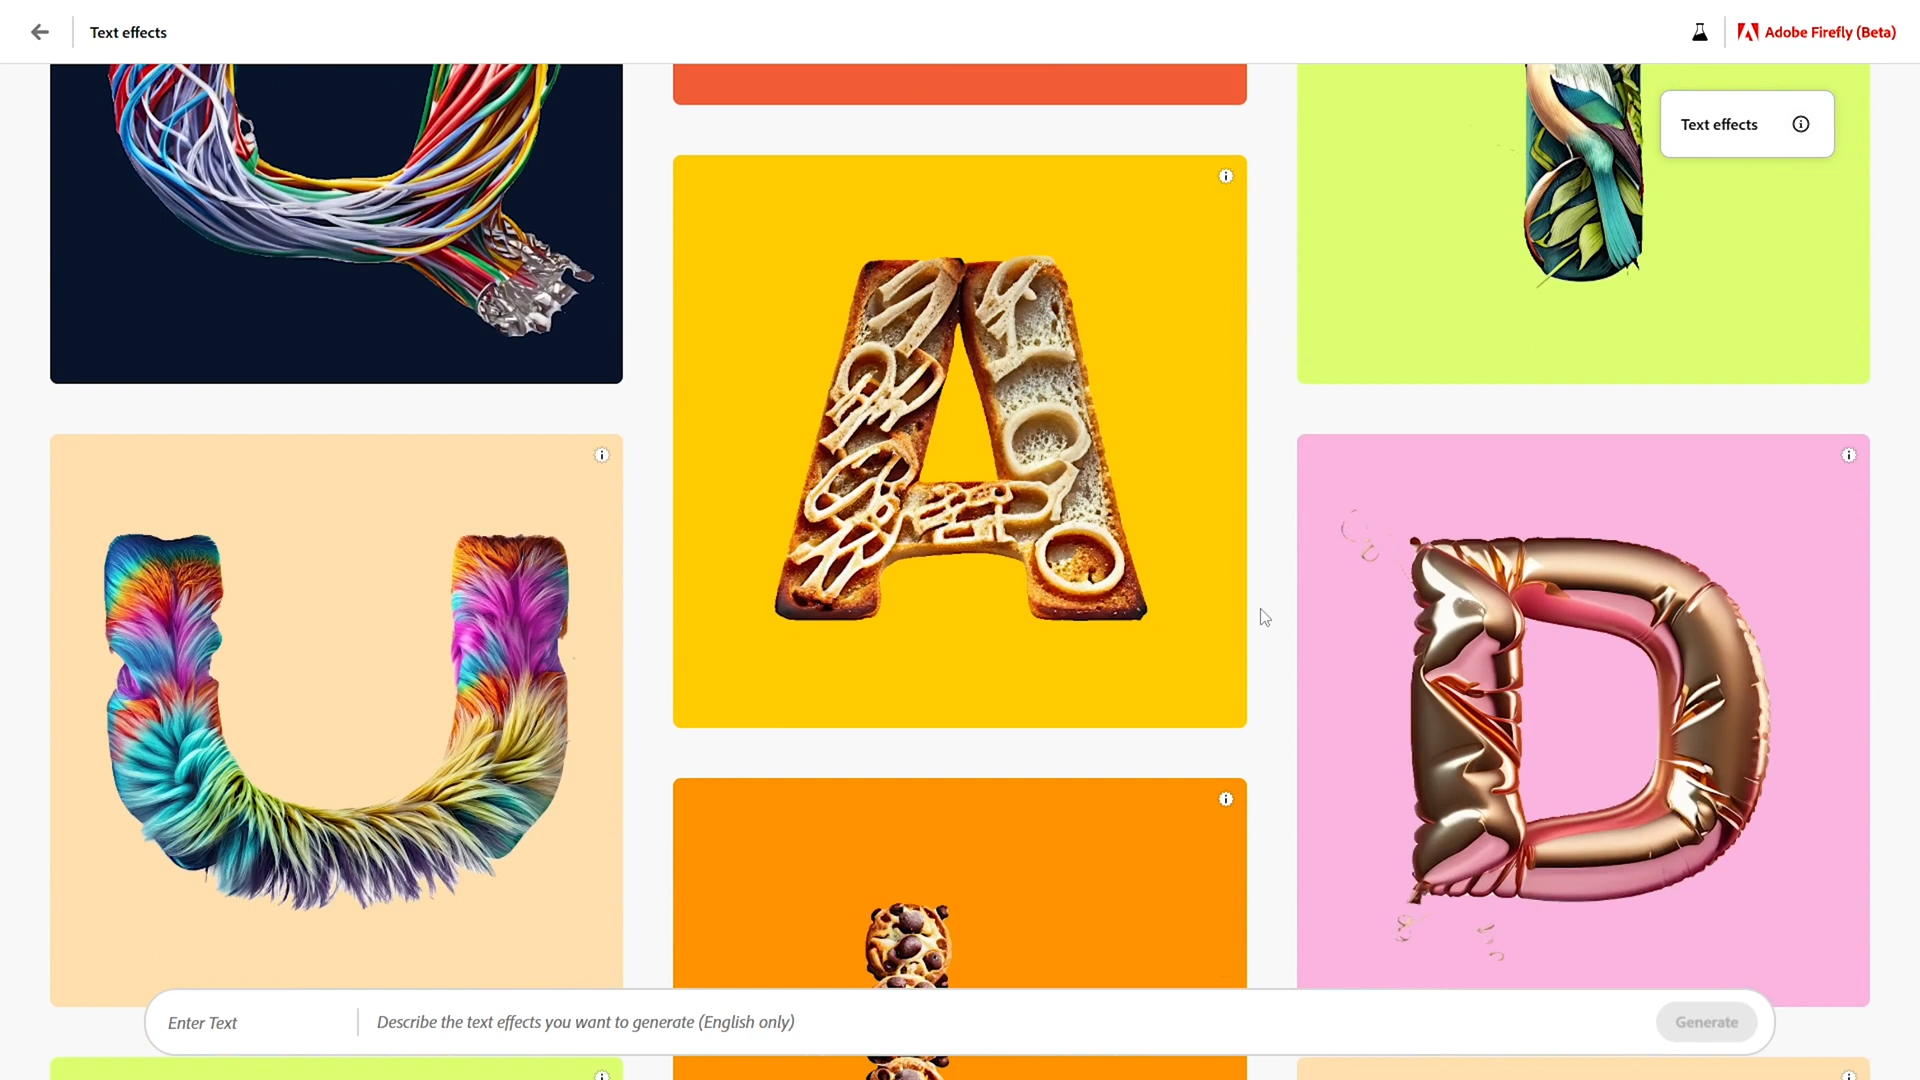 Text effects
Adobe Firefly (Beta)
Text effects
Q
A
U
D
Enter Text
Describe the text effects you want to generate (English only)
Generate